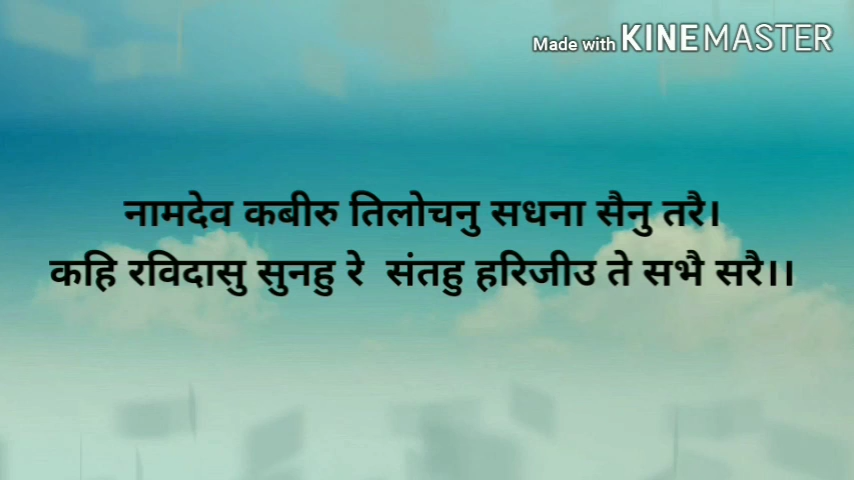 Made with KINEMASTER
नामदेव कबीरु तिलोचनु सधना सैनु तरै।
कहि रविदासु सुनहु रे संतहु हरिजीउ ते सभै सरै।।